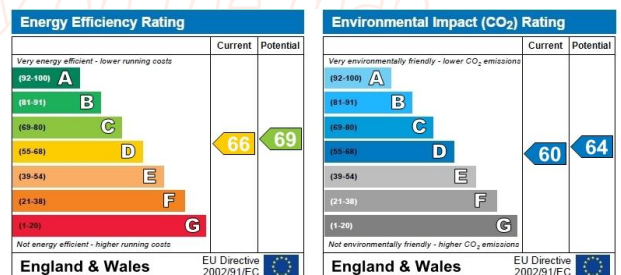 Energy Efficiency Rating
Current Potential
Very energy efficient - lower running costs
(92-100) A
(81-91) B
(69-80) C
(55-68) D
(39-54) E
(21-38) F
(1-20) G
66
69
Not energy efficient - higher running costs
England & Wales
EU Directive
2002/91/EC
Environmental Impact (CO₂) Rating
Current Potential
Very environmentally friendly - lower CO₂ emissions
(92-100) A
(81-91) B
(69-80) C
(55-68) D
(39-54) E
(21-38) F
(1-20) G
60
64
Not environmentally friendly - higher CO₂ emissions
England & Wales
EU Directive
2002/91/EC